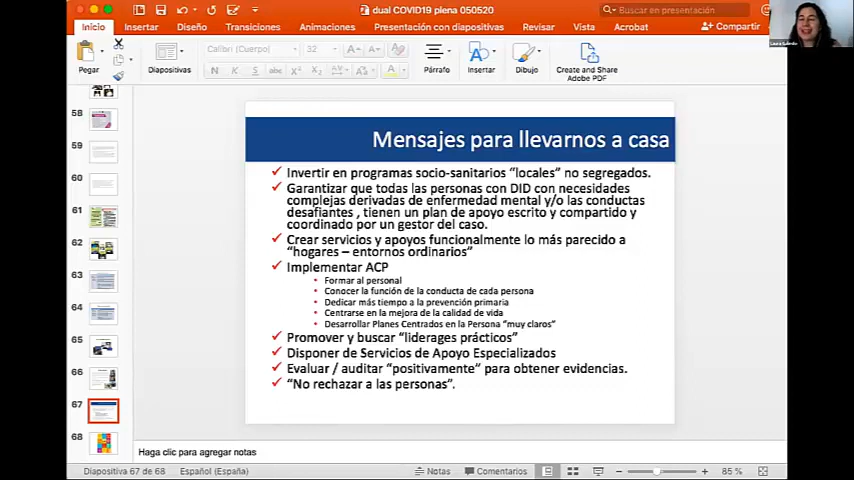 dual COVID19 plena 050520
Buscar en presentación
Inicio Insertar Diseño Transiciones Animaciones Presentación con diapositivas Revisar Vista Acrobat Compartir
Calibri (Cuerpo) 32
Pegar Diapositivas Párrafo Insertar Dibujo Create and Share
Adobe PDF
N K S abc
58
59
60
61
62
63
64
65
66
67
68
Mensajes para llevarnos a casa
Invertir en programas socio-sanitarios “locales” no segregados.
Garantizar que todas las personas con DID con necesidades
complejas derivadas de enfermedad mental y/o las conductas
desafiantes , tienen un plan de apoyo escrito y compartido y
coordinado por un gestor del caso.
Crear servicios y apoyos funcionalmente lo más parecido a
“hogares – entornos ordinarios”
Implementar ACP
Formar al personal
Conocer la función de la conducta de cada persona
Dedicar más tiempo a la prevención primaria
Centrarse en la mejora de la calidad de vida
Desarrollar Planes Centrados en la Persona “muy claros”
Promover y buscar “liderages prácticos”
Disponer de Servicios de Apoyo Especializados
Evaluar / auditar “positivamente“ para obtener evidencias.
“No rechazar a las personas”.
Haga clic para agregar notas
Diapositiva 67 de 68 Español (España) Notas Comentarios 85 %